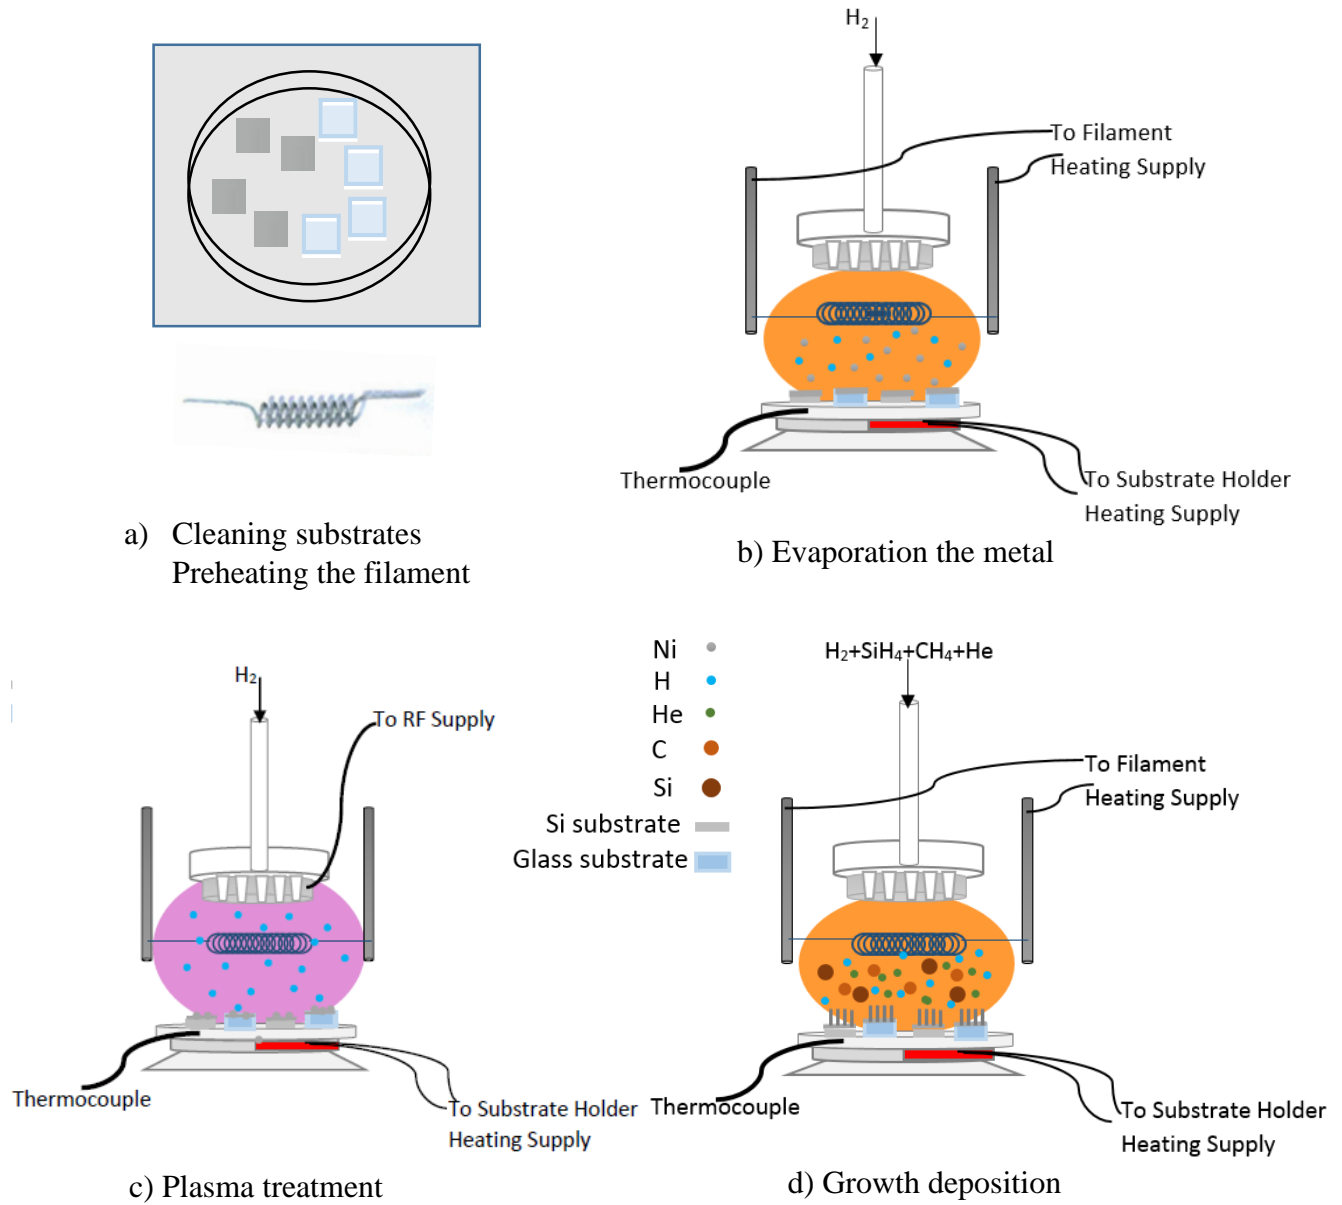 H₂
To Filament
Heating Supply
Thermocouple
To Substrate Holder
Heating Supply
a) Cleaning substrates
Preheating the filament
b) Evaporation the metal
H₂
To RF Supply
Thermocouple
To Substrate Holder
Heating Supply
c) Plasma treatment
Ni
H
He
C
Si
Si substrate
Glass substrate
H₂+SiH₄+CH₄+He
To Filament
Heating Supply
Thermocouple
To Substrate Holder
Heating Supply
d) Growth deposition